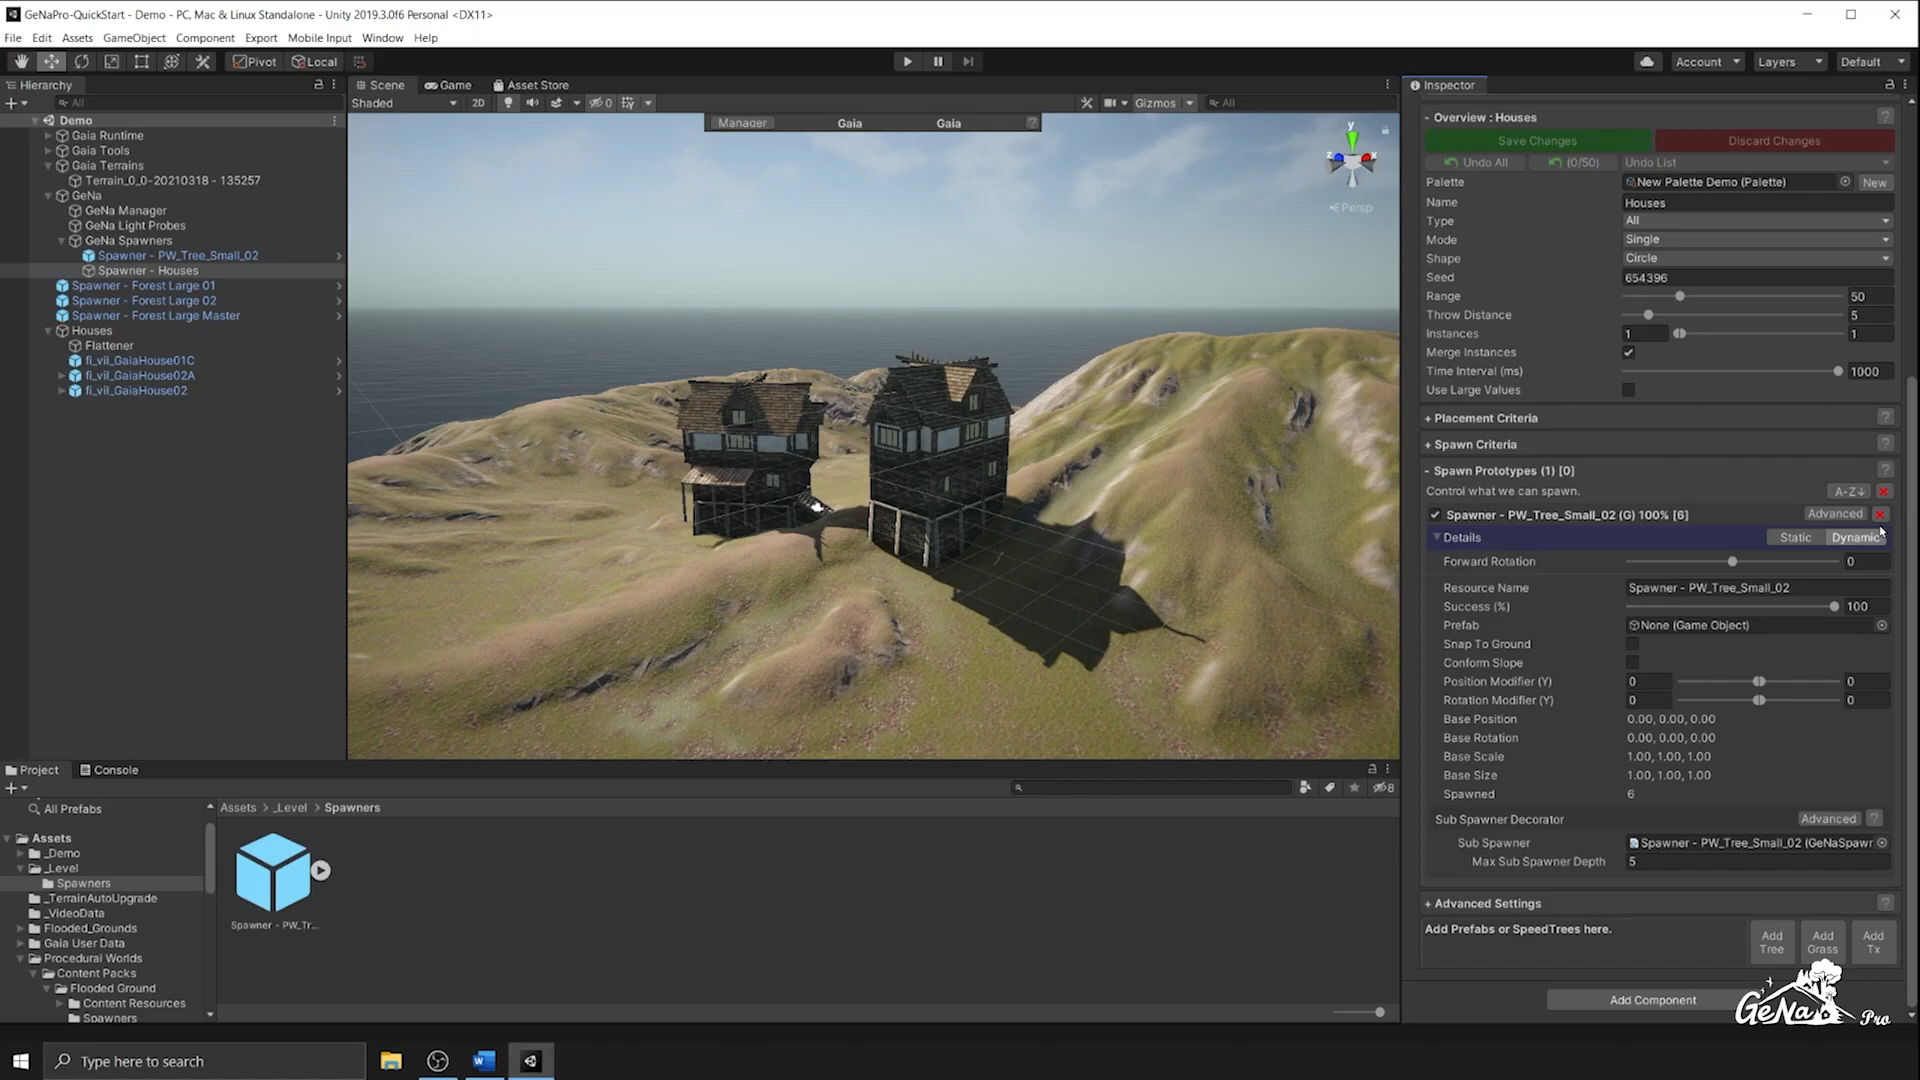 GeNaPro-QuickStart - Demo - PC, Mac & Linux Standalone - Unity 2019.3.0f6 Personal <DX11>
File Edit Assets GameObject Component Export Mobile Input Window Help
Pivot Local Account Layers Default
Hierarchy
All
Demo
Gaia Runtime
Gaia Tools
Gaia Terrains
Terrain_0_0-20210318 - 135257
GeNa
GeNa Manager
GeNa Light Probes
GeNa Spawners
Spawner - PW_Tree_Small_02
Spawner - Houses
Spawner - Forest Large 01
Spawner - Forest Large 02
Spawner - Forest Large Master
Houses
Flattener
fi_vil_GaiaHouse01C
fi_vil_GaiaHouse02A
fi_vil_GaiaHouse02
Scene Game Asset Store
Shaded 2D 0 Gizmos All
Manager Gaia Gaia ?
y
z x
Persp
Inspector
- Overview : Houses ?
Save Changes Discard Changes
Undo All (0/50) Undo List
Palette New Palette Demo (Palette) New
Name Houses
Type All
Mode Single
Shape Circle
Seed 654396
Range 50
Throw Distance 5
Instances 1 1
Merge Instances
Time Interval (ms) 1000
Use Large Values
+ Placement Criteria ?
+ Spawn Criteria ?
- Spawn Prototypes (1) [0] ?
Control what we can spawn. A-Z↓
Spawner - PW_Tree_Small_02 (G) 100% [6] Advanced
Details Static Dynamic
Forward Rotation 0
Resource Name Spawner - PW_Tree_Small_02
Success (%) 100
Prefab None (Game Object)
Snap To Ground
Conform Slope
Position Modifier (Y) 0 0
Rotation Modifier (Y) 0 0
Base Position 0.00, 0.00, 0.00
Base Rotation 0.00, 0.00, 0.00
Base Scale 1.00, 1.00, 1.00
Base Size 1.00, 1.00, 1.00
Spawned 6
Sub Spawner Decorator Advanced ?
Sub Spawner Spawner - PW_Tree_Small_02 (GeNaSpawr
Max Sub Spawner Depth 5
+ Advanced Settings ?
Add Prefabs or SpeedTrees here.
Add Tree
Add Grass
Add Tx
Add Component
GeNa Pro
Project Console
8
All Prefabs
Assets
_Demo
_Level
Spawners
_TerrainAutoUpgrade
_VideoData
Flooded_Grounds
Gaia User Data
Procedural Worlds
Content Packs
Flooded Ground
Content Resources
Spawners
Assets > _Level > Spawners
Spawner - PW_Tr...
Type here to search